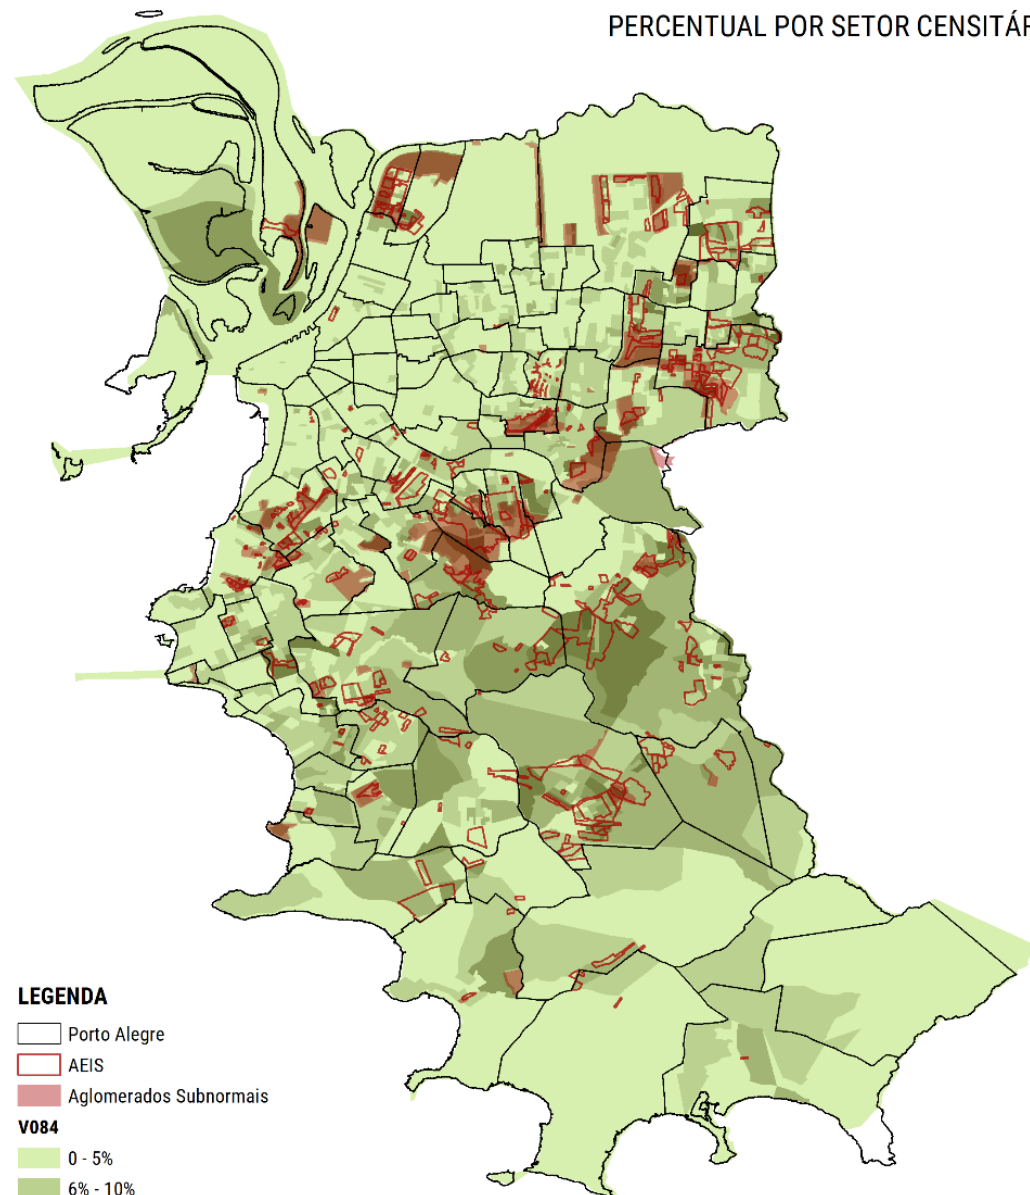 PERCENTUAL POR SETOR CENSITÁR
LEGENDA
Porto Alegre
AEIS
Aglomerados Subnormais
V084
0 - 5%
6% - 10%